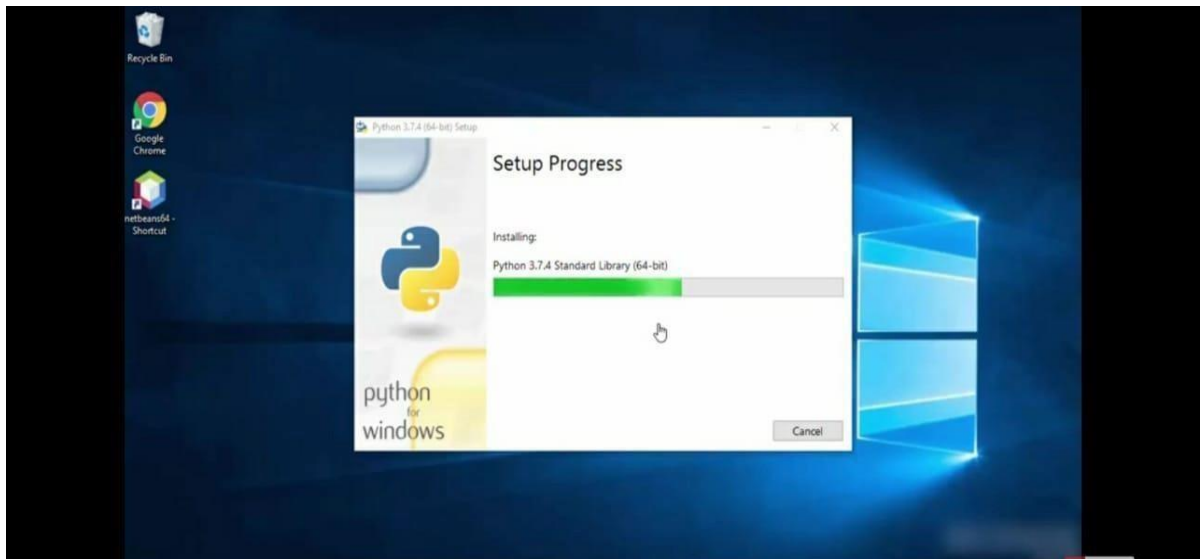 Recycle Bin
Google
Chrome
netbeans64 -
Shortcut
Python 3.7.4 (64-bit) Setup
Setup Progress
Installing:
Python 3.7.4 Standard Library (64-bit)
python
for
windows
Cancel